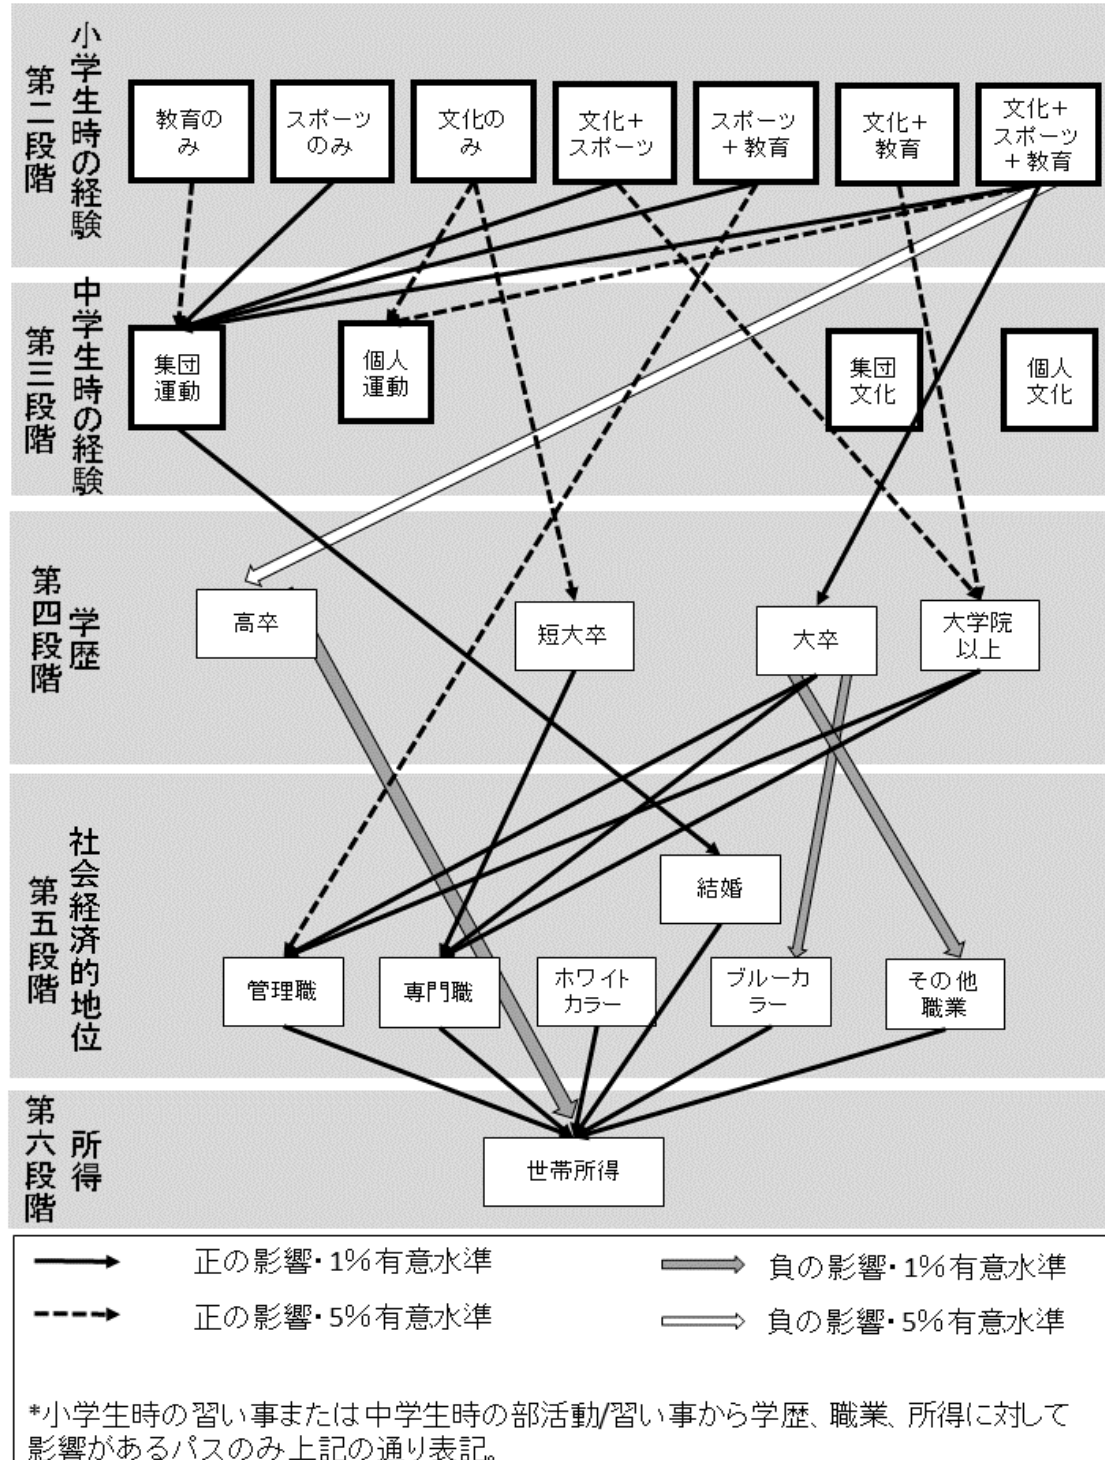 第二段階
小学生時の経験
教育の
み
スポーツ
のみ
文化の
み
文化+
スポーツ
スポーツ
+教育
文化+
教育
文化+
スポーツ
+教育
第三段階
中学生時の経験
集団
運動
個人
運動
集団
文化
個人
文化
第四段階
学歴
高卒
短大卒
大卒
大学院
以上
第五段階
社会経済的地位
結婚
管理職
専門職
ホワイト
カラー
ブルーカ
ラー
その他
職業
第六段階
所得
世帯所得
正の影響・1%有意水準
負の影響・1%有意水準
正の影響・5%有意水準
負の影響・5%有意水準
*小学生時の習い事または中学生時の部活動/習い事から学歴、職業、所得に対して
影響があるパスのみ上記の通り表記。